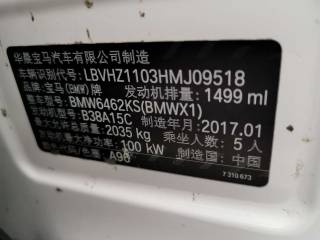 华晨宝马汽车有限公司制造
车辆识别代号:LBVHZ1103HMJ09518
品牌:宝马(BMW)牌 发动机排量:1499 ml
BMW6462KS(BMWX1)
B38A15C 制造年月:2017.01
2035 kg 乘坐人数:5人
100 kW 制造国:中国
A96
7 310 673